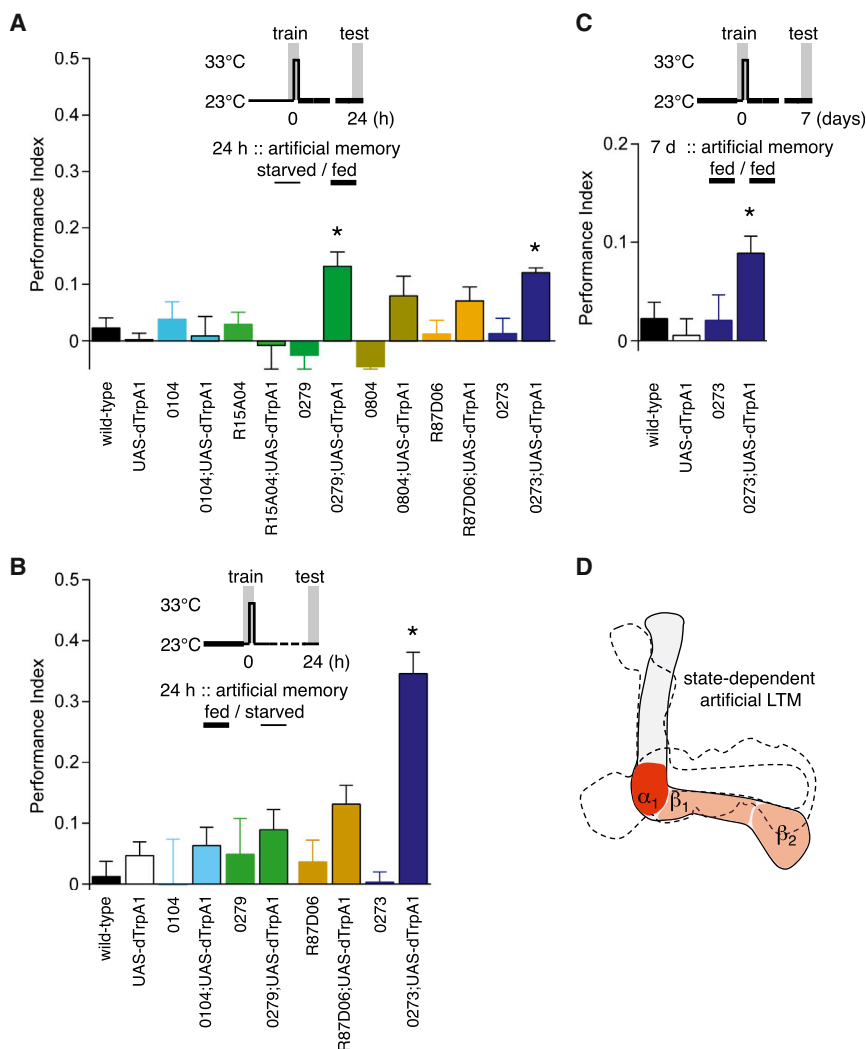 A
train
test
33°C
23°C
0
24 (h)
24 h :: artificial memory
starved / fed
Performance Index
0.5
0.4
0.3
0.2
0.1
0
*
*
wild-type
UAS-dTrpA1
0104
0104;UAS-dTrpA1
R15A04
R15A04;UAS-dTrpA1
0279
0279;UAS-dTrpA1
0804
0804;UAS-dTrpA1
R87D06
R87D06;UAS-dTrpA1
0273
0273;UAS-dTrpA1
C
train
test
33°C
23°C
0
7 (days)
7 d :: artificial memory
fed / fed
Performance Index
0.2
0.1
0
*
wild-type
UAS-dTrpA1
0273
0273;UAS-dTrpA1
B
train
test
33°C
23°C
0
24 (h)
24 h :: artificial memory
fed / starved
Performance Index
0.5
0.4
0.3
0.2
0.1
0
*
wild-type
UAS-dTrpA1
0104
0104;UAS-dTrpA1
0279
0279;UAS-dTrpA1
R87D06
R87D06;UAS-dTrpA1
0273
0273;UAS-dTrpA1
D
state-dependent
artificial LTM
α1
β1
β2